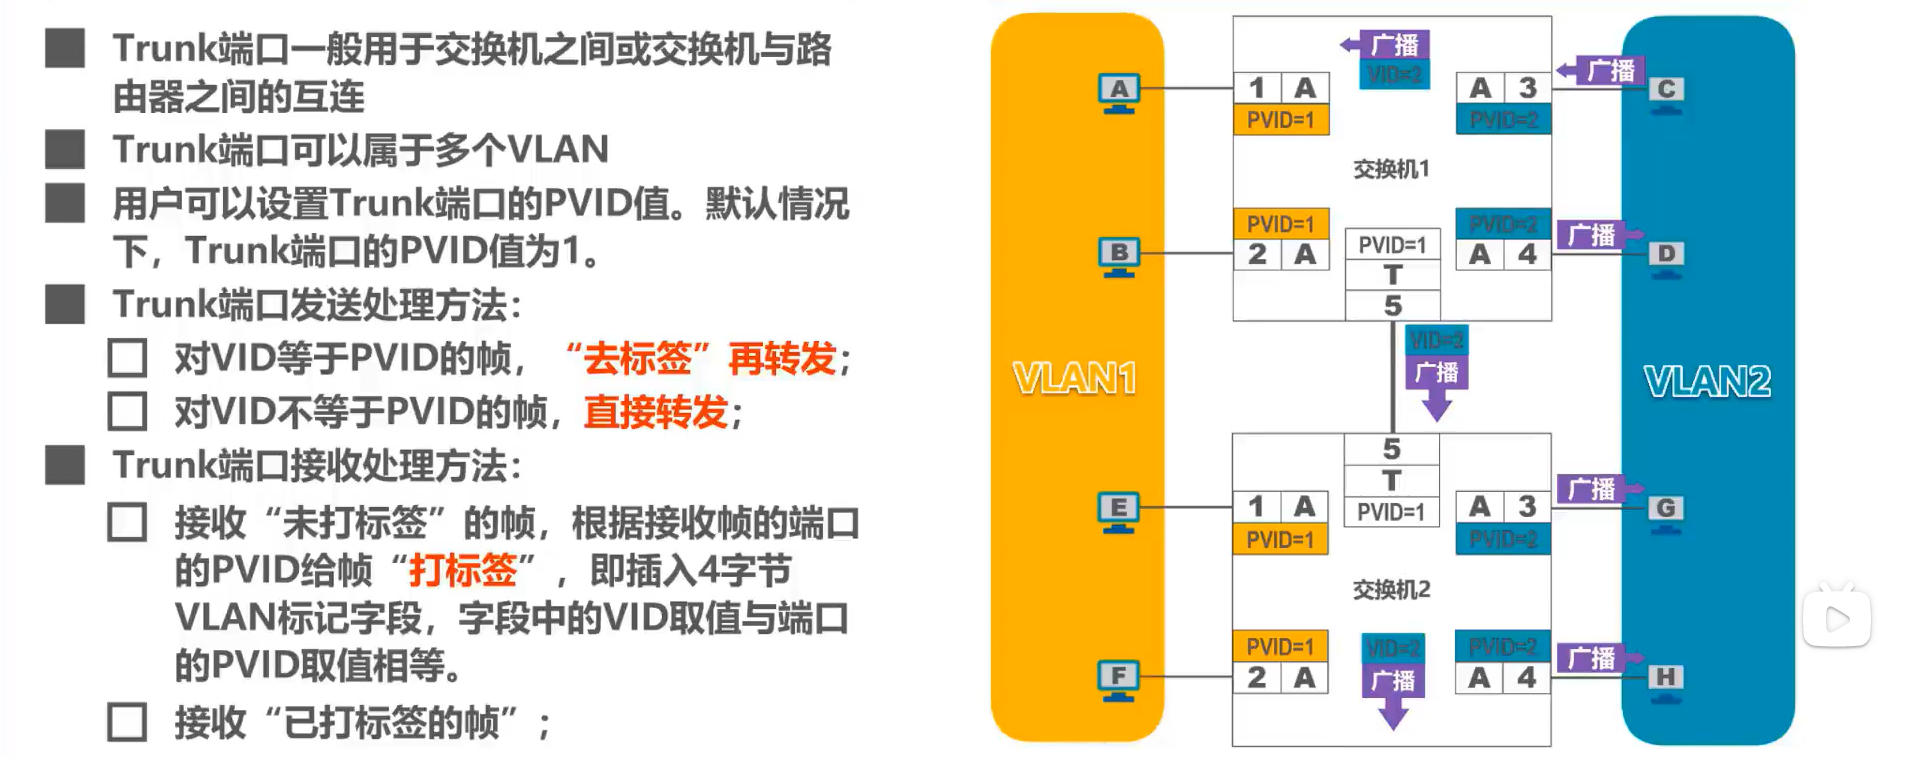 Trunk端口一般用于交换机之间或交换机与路
由器之间的互连
Trunk端口可以属于多个VLAN
用户可以设置Trunk端口的PVID值。默认情况
下，Trunk端口的PVID值为1。
Trunk端口发送处理方法：
对VID等于PVID的帧，“去标签”再转发；
对VID不等于PVID的帧，直接转发；
Trunk端口接收处理方法：
接收“未打标签”的帧，根据接收帧的端口
的PVID给帧“打标签”，即插入4字节
VLAN标记字段，字段中的VID取值与端口
的PVID取值相等。
接收“已打标签的帧”；
广播
VID=2
广播
A
1 A
A 3
C
PVID=1
PVID=2
交换机1
PVID=1
PVID=2
广播
B
2 A
PVID=1
A 4
D
T
5
VID=2
广播
VLAN1
VLAN2
5
T
PVID=1
广播
E
1 A
A 3
G
PVID=1
PVID=2
交换机2
PVID=1
VID=2
PVID=2
广播
F
2 A
广播
A 4
H